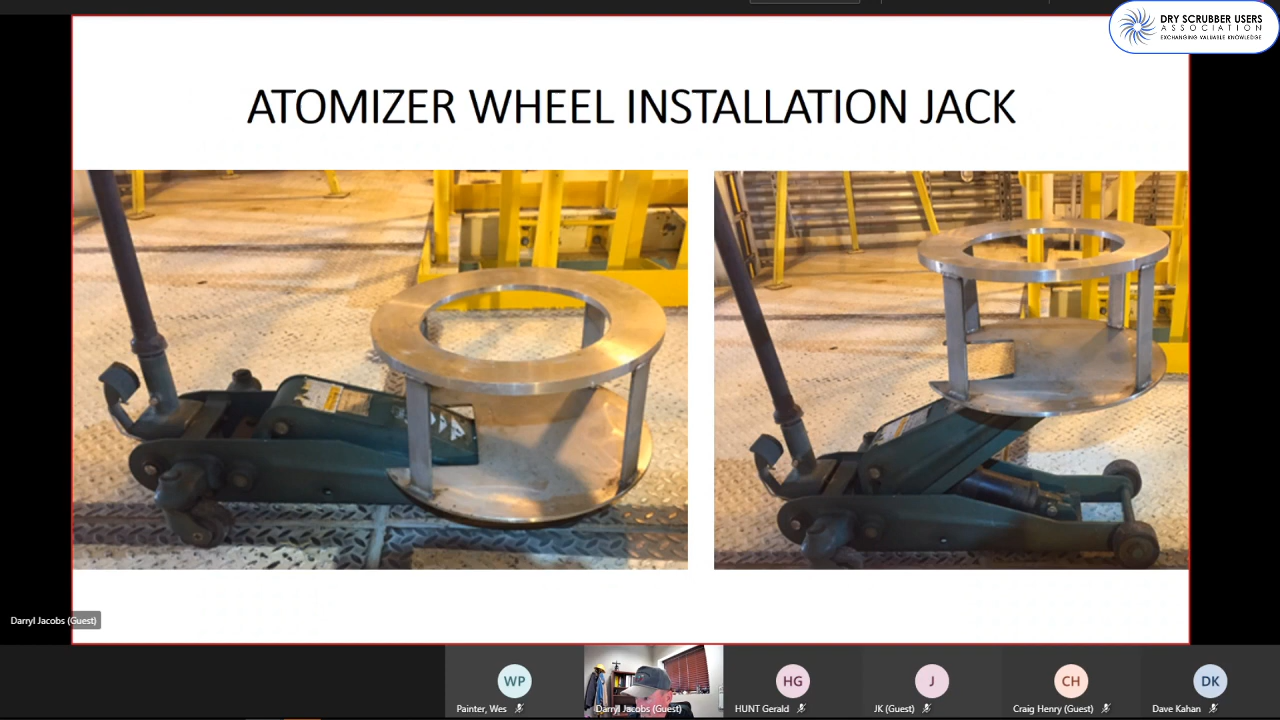 DRY SCRUBBER USERS
ASSOCIATION
EXCHANGING VALUABLE KNOWLEDGE
ATOMIZER WHEEL INSTALLATION JACK
Darryl Jacobs (Guest)
WP
HG
J
CH
DK
Painter, Wes
Darryl Jacobs (Guest)
HUNT Gerald
JK (Guest)
Craig Henry (Guest)
Dave Kahan